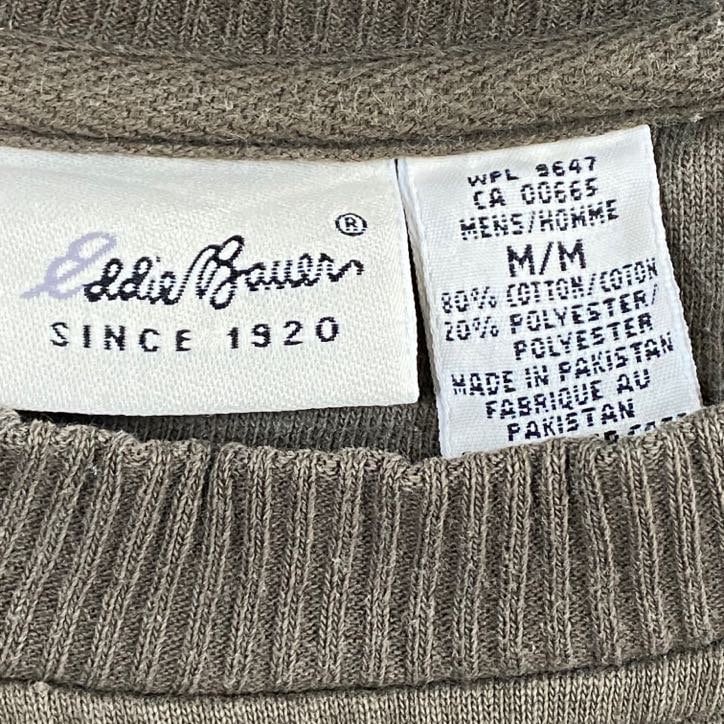 Eddie Bauer®
SINCE 1920
WPL 9647
CA 00665
MENS/HOMME
M/M
80% COTTON/COTON
20% POLYESTER/
POLYESTER
MADE IN PAKISTAN
FABRIQUE AU
PAKISTAN